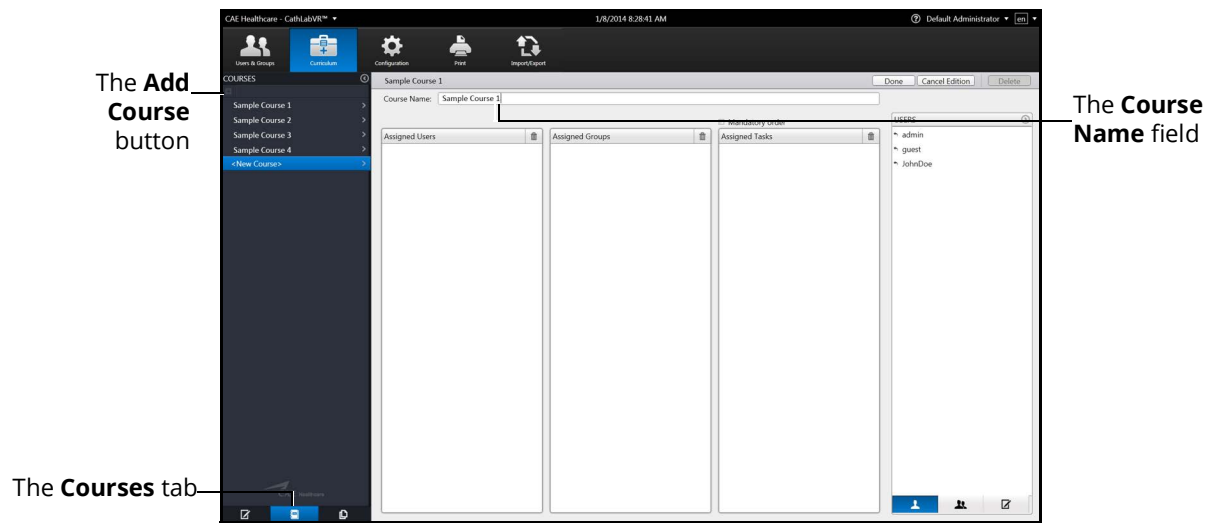 CAE Healthcare - CathLabVR™
1/8/2014 8:28:41 AM
Default Administrator
en
Users & Groups
Curriculum
Configuration
Print
Import/Export
The Add
Course
button
COURSES
Sample Course 1
Sample Course 2
Sample Course 3
Sample Course 4
<New Course>
Sample Course 1
Done
Cancel Edition
Delete
Course Name:
Sample Course 1
Mandatory order
Assigned Users
Assigned Groups
Assigned Tasks
USERS
admin
guest
JohnDoe
The Course
Name field
The Courses tab
CAE Healthcare